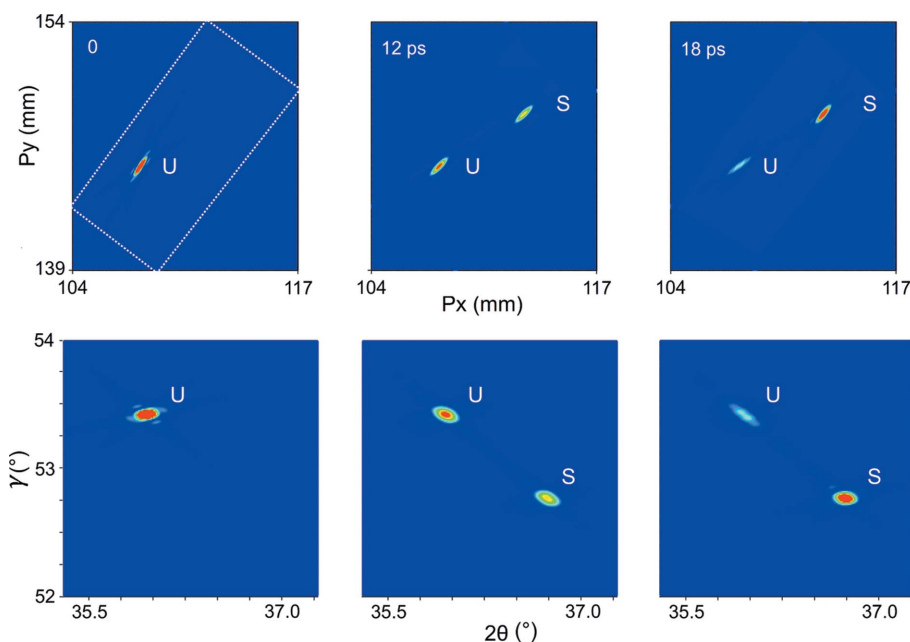 154
0
12 ps
18 ps
S
S
U
U
U
Py (mm)
139
104
117
104
117
104
117
Px (mm)
54
U
U
U
S
S
53
γ (°)
52
35.5
37.0
35.5
37.0
35.5
37.0
2θ (°)